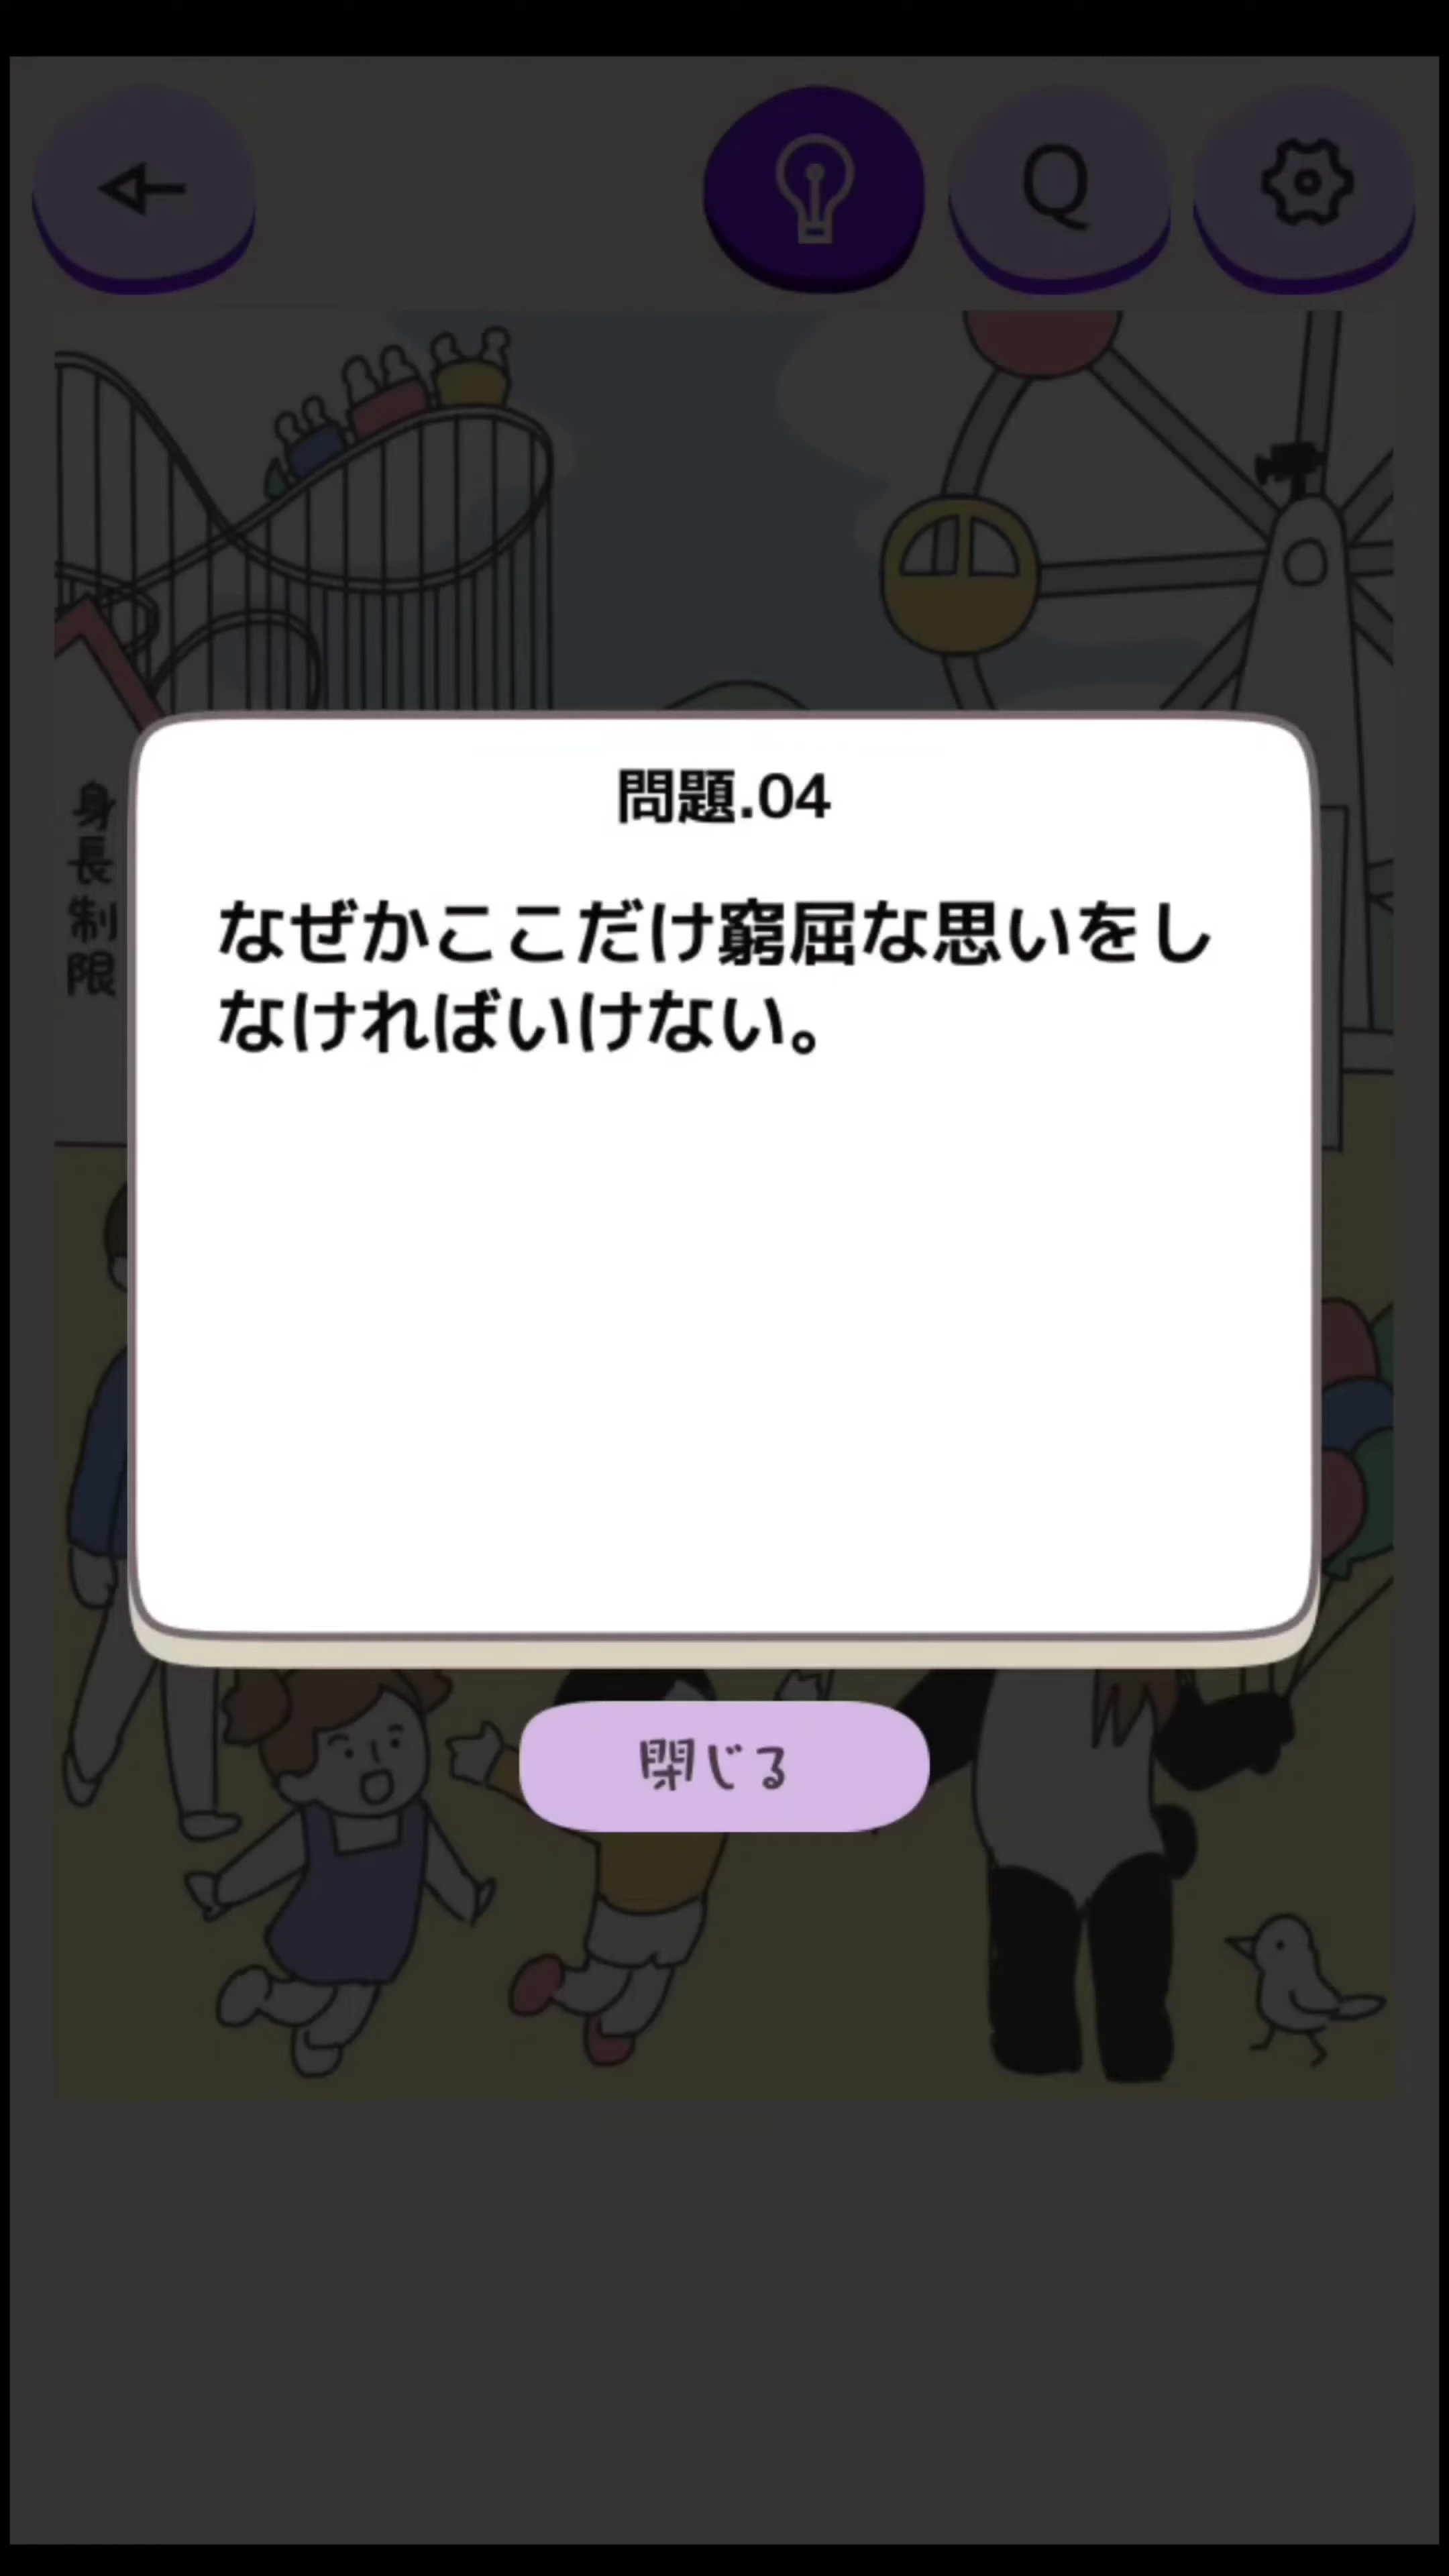 Q
問題.04
なぜかここだけ窮屈な思いをし
なければいけない。
身長制限
閉じる